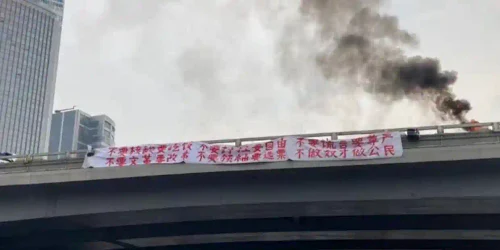 不要核酸要吃饭 不要封控要自由 不要谎言要尊严
不要文革要改革 不要领袖要选票 不做奴才做公民